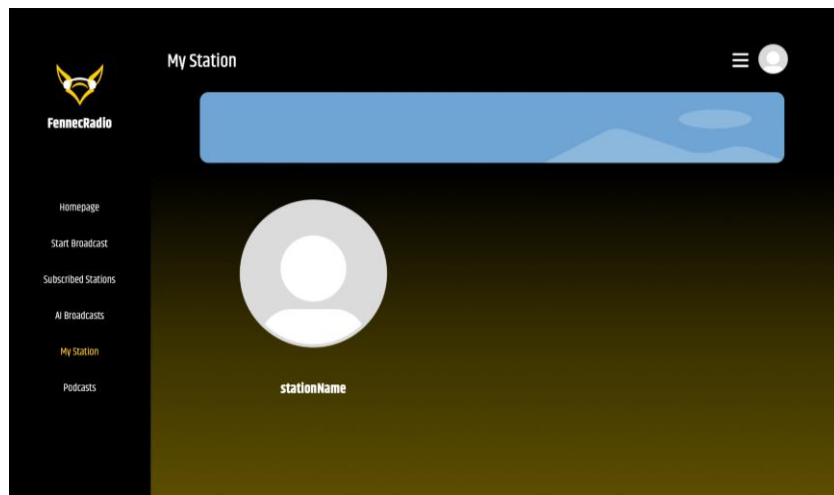 My Station
FennecRadio
Homepage
Start Broadcast
Subscribed Stations
AI Broadcasts
My Station
Podcasts
stationName